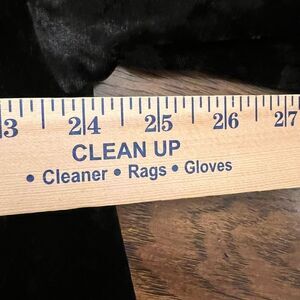 3 24 25 26 27
CLEAN UP
• Cleaner • Rags • Gloves